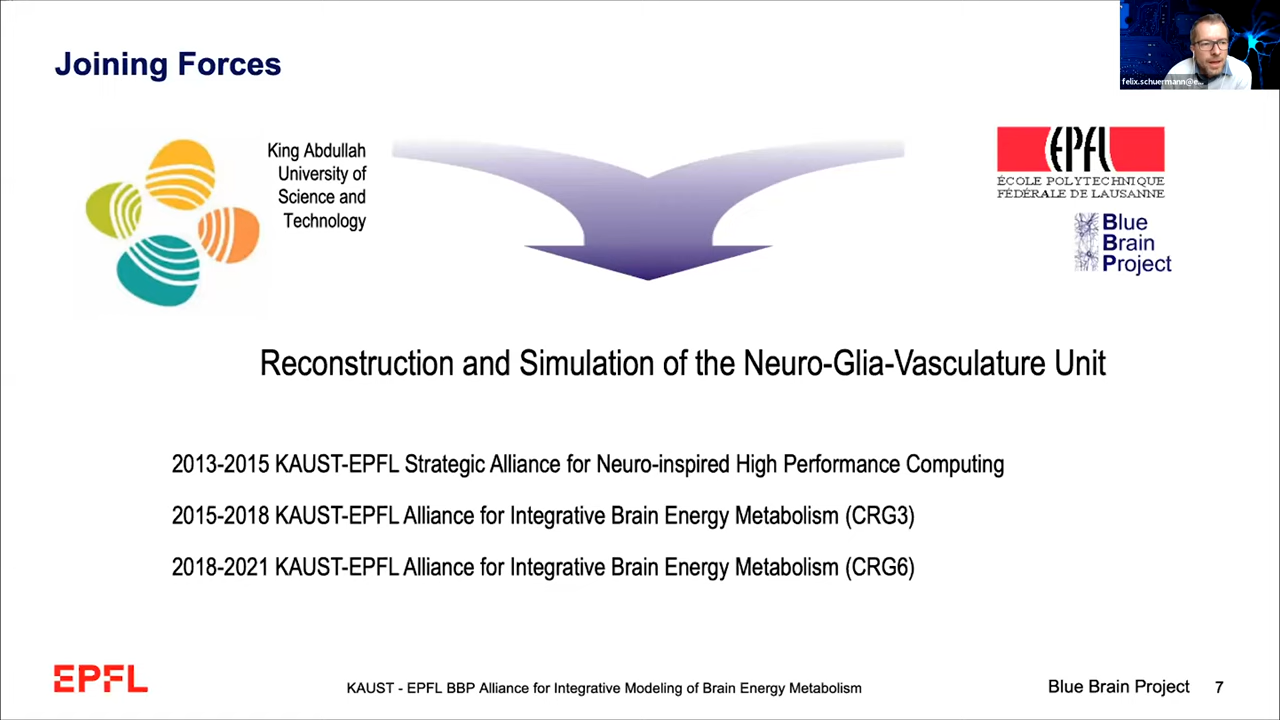 Joining Forces
felix.schuermann@e...
King Abdullah
University of
Science and
Technology
EPFL
ÉCOLE POLYTECHNIQUE
FÉDÉRALE DE LAUSANNE
Blue
Brain
Project
Reconstruction and Simulation of the Neuro-Glia-Vasculature Unit
2013-2015 KAUST-EPFL Strategic Alliance for Neuro-inspired High Performance Computing
2015-2018 KAUST-EPFL Alliance for Integrative Brain Energy Metabolism (CRG3)
2018-2021 KAUST-EPFL Alliance for Integrative Brain Energy Metabolism (CRG6)
EPFL
KAUST - EPFL BBP Alliance for Integrative Modeling of Brain Energy Metabolism
Blue Brain Project 7